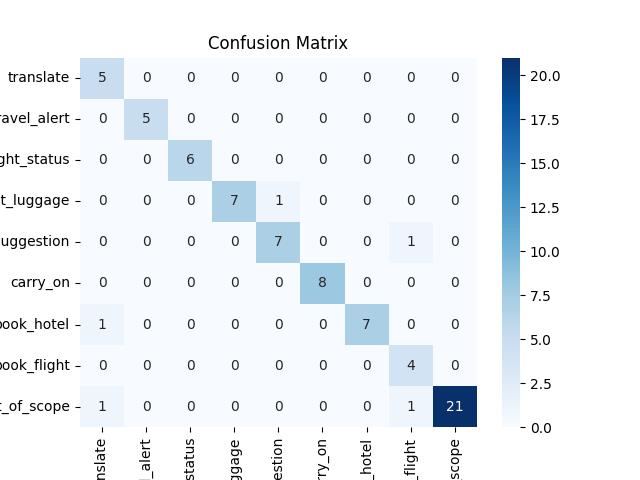 Confusion Matrix
translate 5 0 0 0 0 0 0 0 0
ravel_alert 0 5 0 0 0 0 0 0 0
ght_status 0 0 6 0 0 0 0 0 0
t_luggage 0 0 0 7 1 0 0 0 0
uggestion 0 0 0 0 7 0 0 1 0
carry_on 0 0 0 0 0 8 0 0 0
book_hotel 1 0 0 0 0 0 7 0 0
book_flight 0 0 0 0 0 0 0 4 0
t_of_scope 1 0 0 0 0 0 0 1 21
nslate
_alert
status
ggage
estion
rry_on
_hotel
_flight
scope
20.0
17.5
15.0
12.5
10.0
7.5
5.0
2.5
0.0